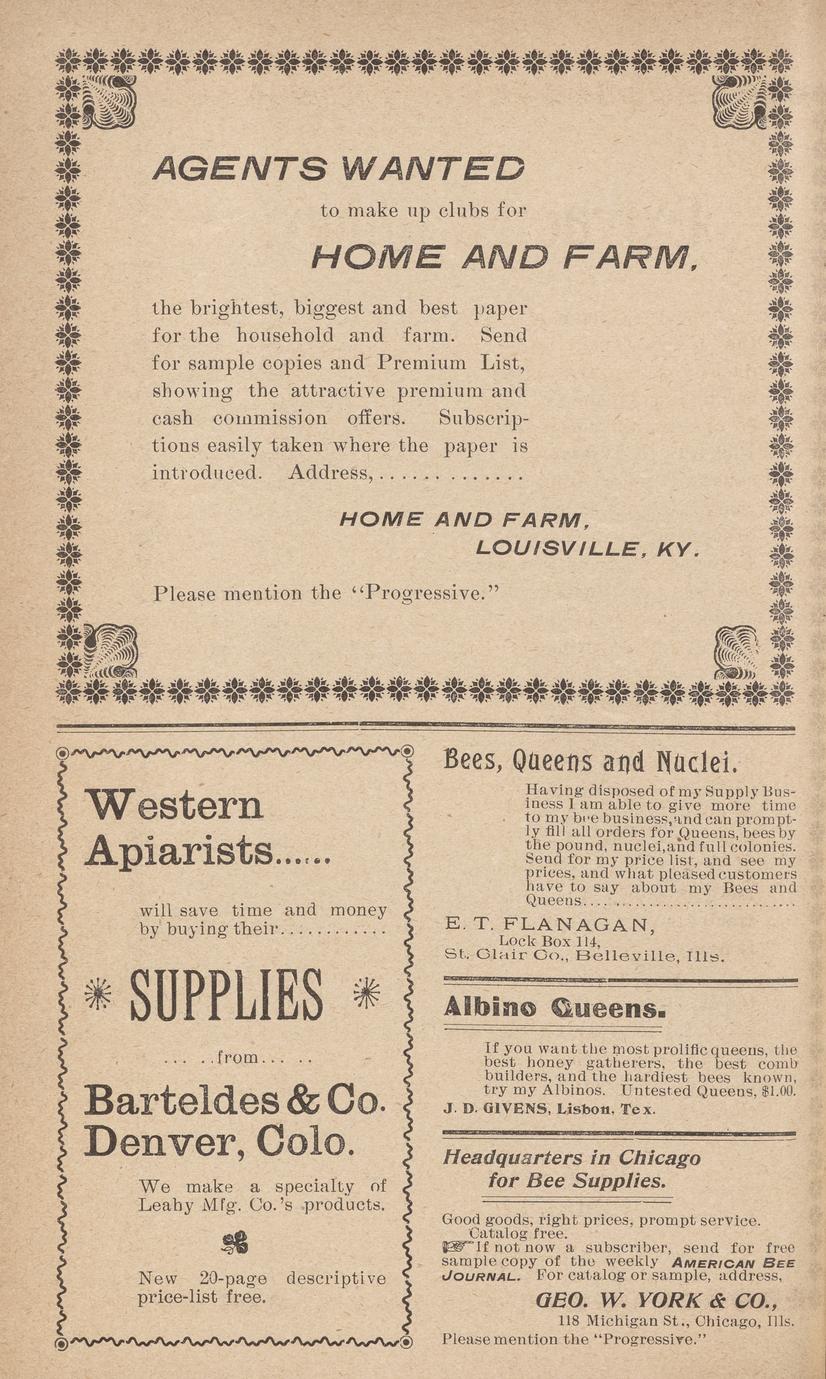 AGENTS WANTED
to make up clubs for
HOME AND FARM,
the brightest, biggest and best paper
for the household and farm. Send
for sample copies and Premium List,
showing the attractive premium and
cash commission offers. Subscrip-
tions easily taken where the paper is
introduced. Address,.............
HOME AND FARM,
LOUISVILLE, KY.
Please mention the “Progressive.”
Western
Apiarists......
will save time and money
by buying their............
SUPPLIES
... ..from... ..
Barteldes & Co.
Denver, Colo.
We make a specialty of
Leahy Mfg. Co.'s products.
New 20-page descriptive
price-list free.
Bees, Queens and Nuclei.
Having disposed of my Supply Bus-
iness I am able to give more time
to my bee business, and can prompt-
ly fill all orders for Queens, bees by
the pound, nuclei, and full colonies.
Send for my price list, and see my
prices, and what pleased customers
have to say about my Bees and
Queens..............................
E. T. FLANAGAN,
Lock Box 114,
St. Clair Co., Belleville, Ills.
Albino Queens.
If you want the most prolific queens, the
best honey gatherers, the best comb
builders, and the hardiest bees known,
try my Albinos. Untested Queens, $1.00.
J. D. GIVENS, Lisbon, Tex.
Headquarters in Chicago
for Bee Supplies.
Good goods, right prices, prompt service.
Catalog free.
If not now a subscriber, send for free
sample copy of the weekly AMERICAN BEE
JOURNAL. For catalog or sample, address,
GEO. W. YORK & CO.,
118 Michigan St., Chicago, Ills.
Please mention the “Progressive.”